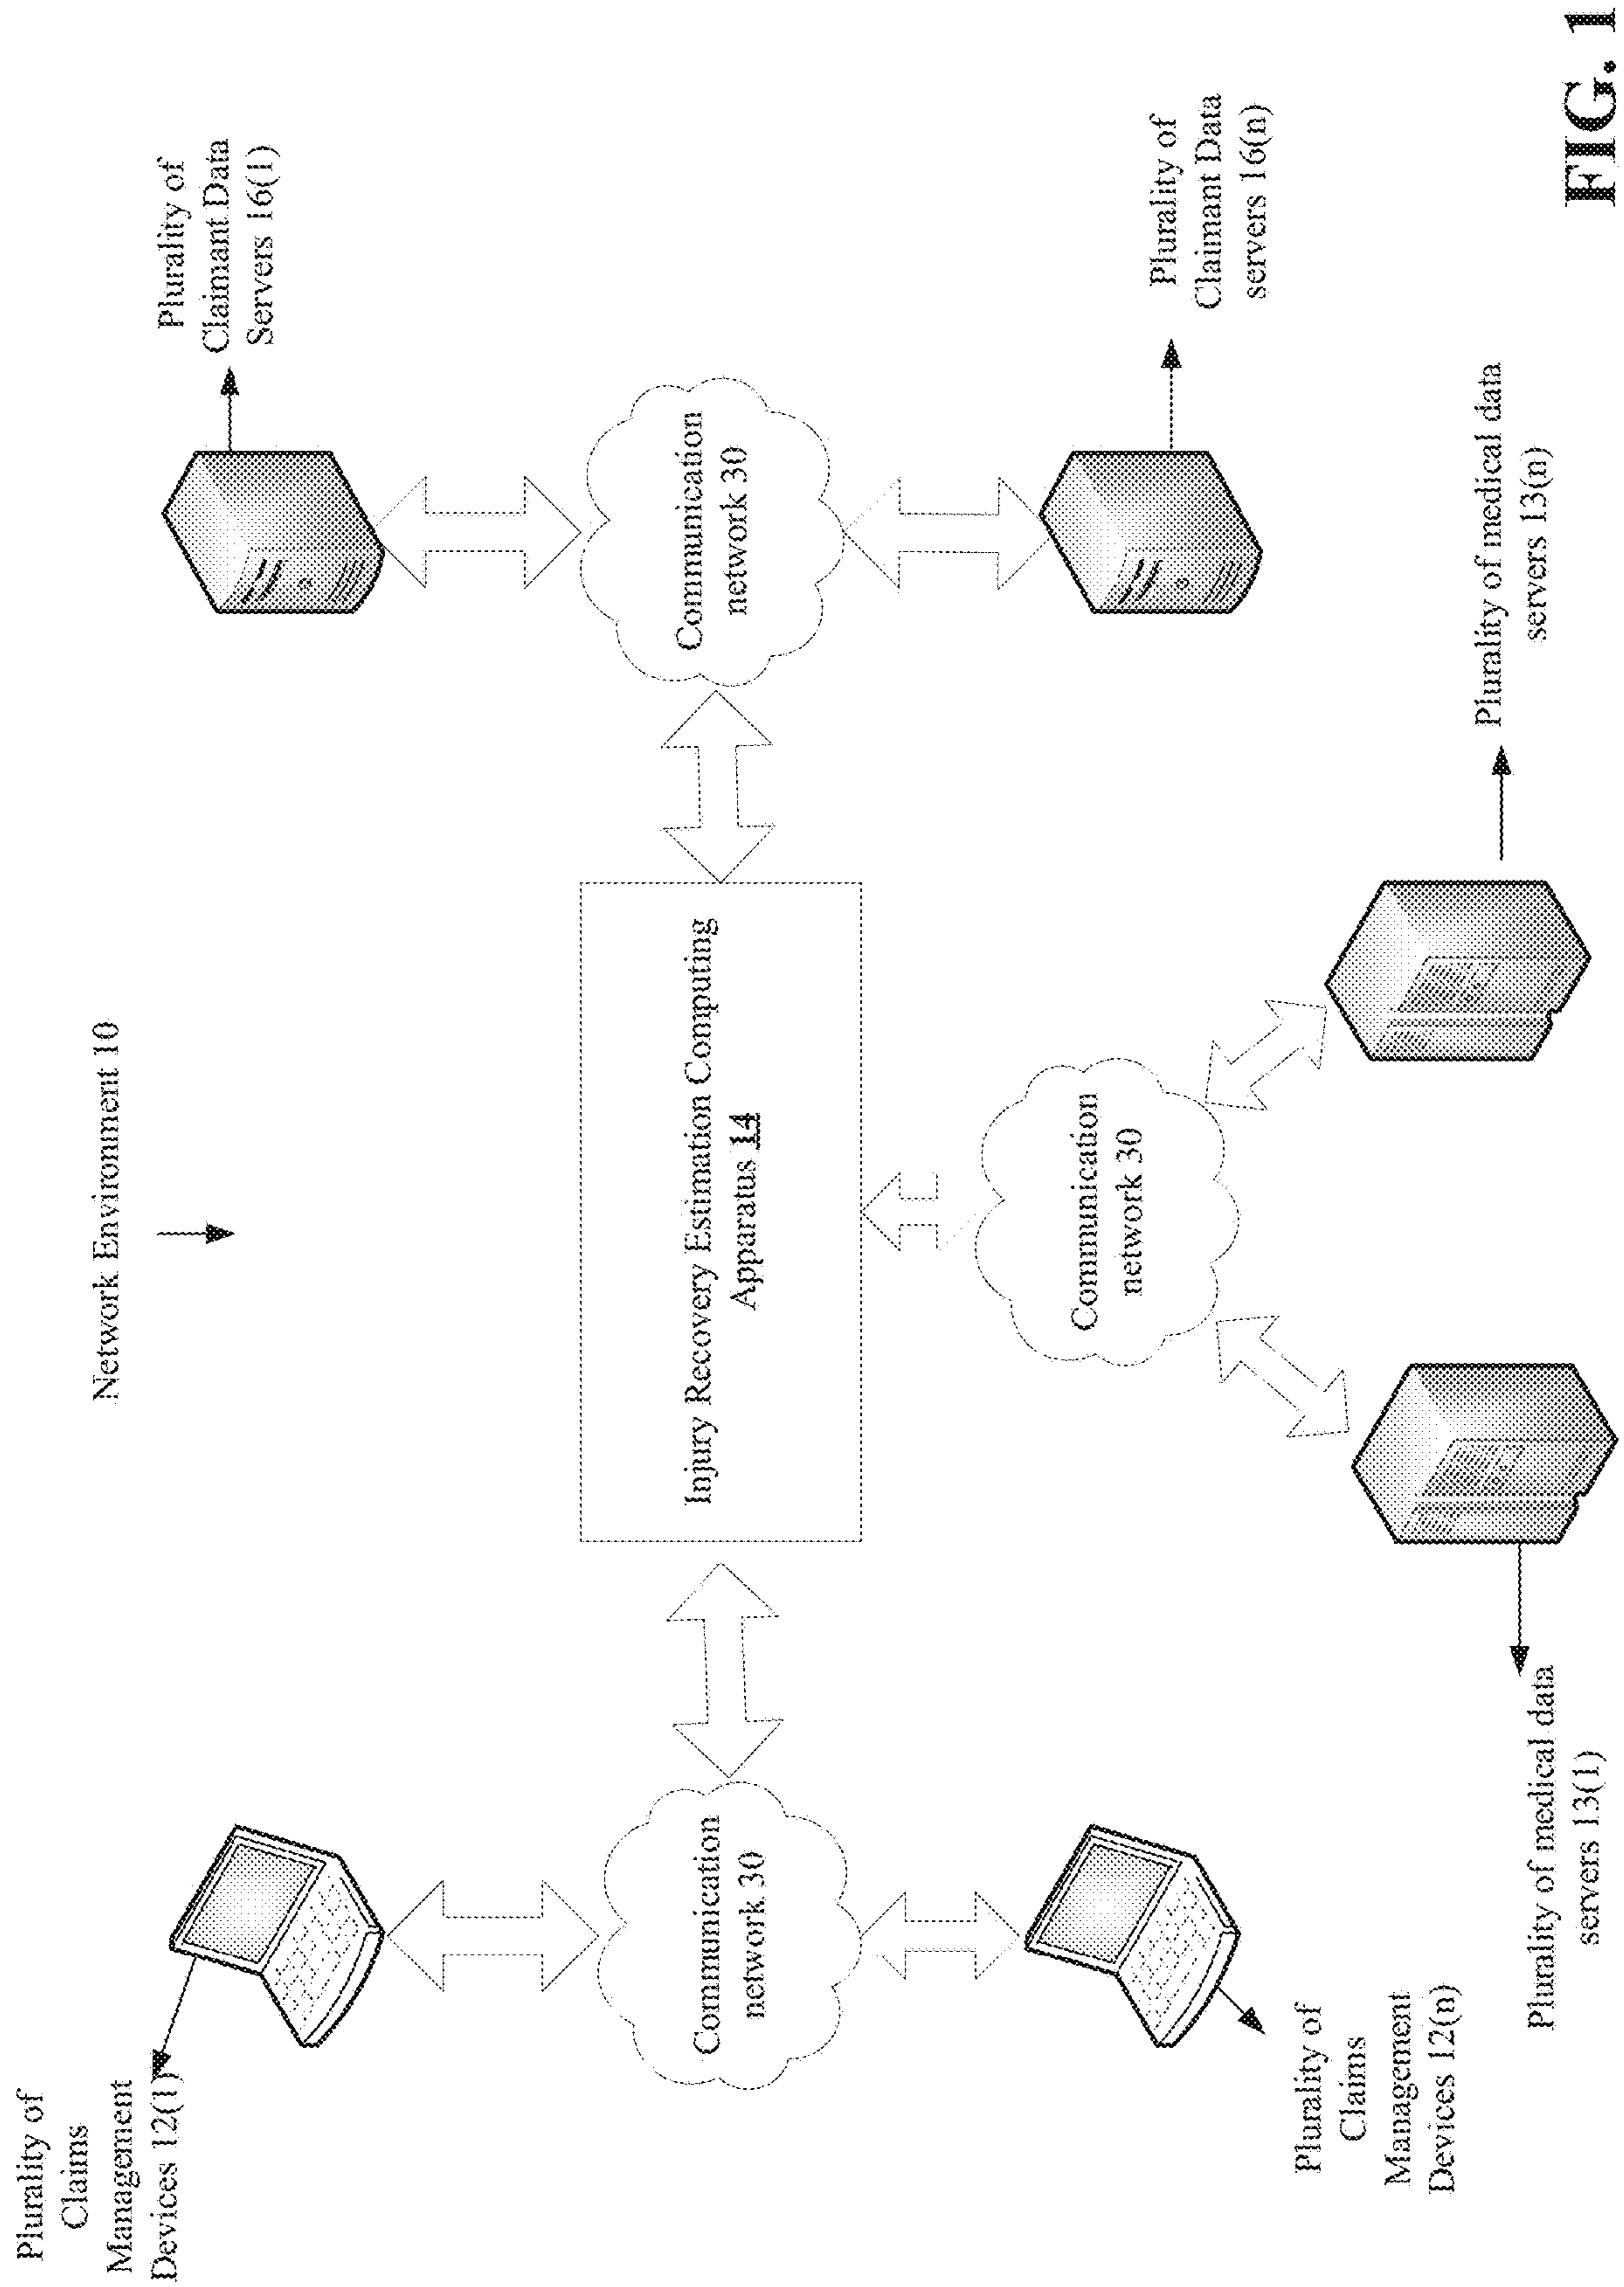 Network Environment 10
Plurality of
Claims
Management
Devices 12(1)
Plurality of
Claimant Data
Servers 16(1)
Communication
network 30
Injury Recovery Estimation Computing
Apparatus 14
Communication
network 30
Communication
network 30
Plurality of
Claims
Management
Devices 12(n)
Plurality of
Claimant Data
servers 16(n)
Plurality of medical data
servers 13(1)
Plurality of medical data
servers 13(n)
FIG. 1